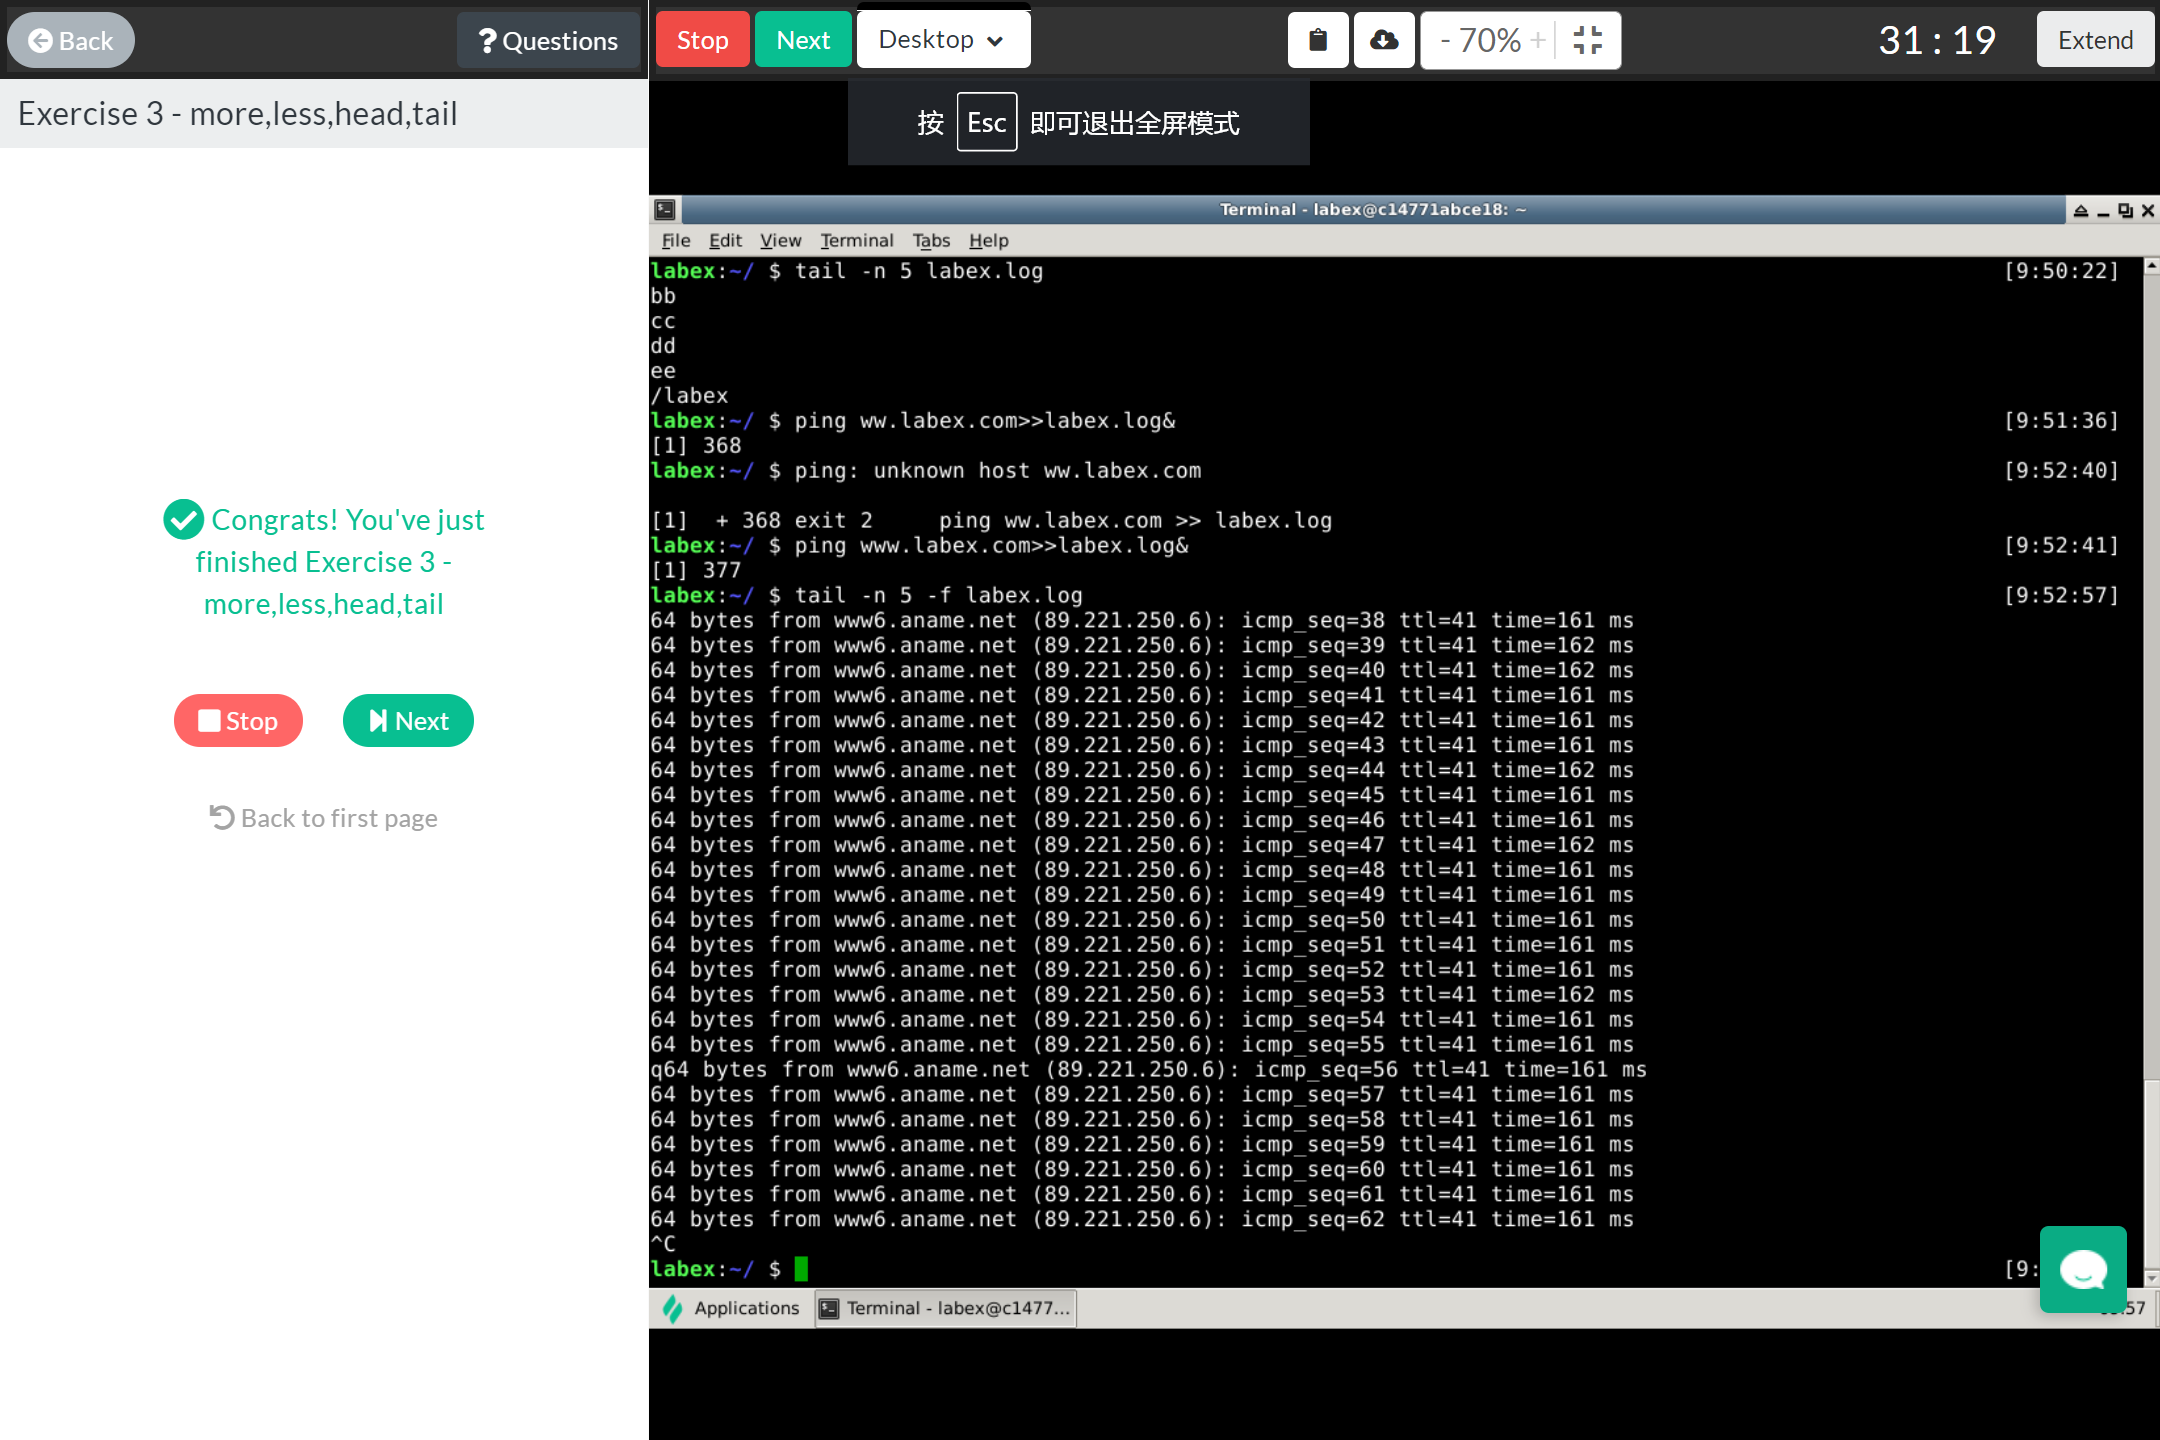 Back
? Questions
Stop
Next
Desktop
- 70% +
31 : 19
Extend
Exercise 3 - more,less,head,tail
按 Esc 即可退出全屏模式
Congrats! You've just
finished Exercise 3 -
more,less,head,tail
Stop
Next
Back to first page
Terminal - labex@c14771abce18: ~
File Edit View Terminal Tabs Help
labex:~/ $ tail -n 5 labex.log [9:50:22]
bb
cc
dd
ee
/labex
labex:~/ $ ping ww.labex.com>>labex.log& [9:51:36]
[1] 368
labex:~/ $ ping: unknown host ww.labex.com [9:52:40]
[1]  + 368 exit 2     ping ww.labex.com >> labex.log
labex:~/ $ ping www.labex.com>>labex.log& [9:52:41]
[1] 377
labex:~/ $ tail -n 5 -f labex.log [9:52:57]
64 bytes from www6.aname.net (89.221.250.6): icmp_seq=38 ttl=41 time=161 ms
64 bytes from www6.aname.net (89.221.250.6): icmp_seq=39 ttl=41 time=162 ms
64 bytes from www6.aname.net (89.221.250.6): icmp_seq=40 ttl=41 time=162 ms
64 bytes from www6.aname.net (89.221.250.6): icmp_seq=41 ttl=41 time=161 ms
64 bytes from www6.aname.net (89.221.250.6): icmp_seq=42 ttl=41 time=161 ms
64 bytes from www6.aname.net (89.221.250.6): icmp_seq=43 ttl=41 time=161 ms
64 bytes from www6.aname.net (89.221.250.6): icmp_seq=44 ttl=41 time=162 ms
64 bytes from www6.aname.net (89.221.250.6): icmp_seq=45 ttl=41 time=161 ms
64 bytes from www6.aname.net (89.221.250.6): icmp_seq=46 ttl=41 time=161 ms
64 bytes from www6.aname.net (89.221.250.6): icmp_seq=47 ttl=41 time=162 ms
64 bytes from www6.aname.net (89.221.250.6): icmp_seq=48 ttl=41 time=161 ms
64 bytes from www6.aname.net (89.221.250.6): icmp_seq=49 ttl=41 time=161 ms
64 bytes from www6.aname.net (89.221.250.6): icmp_seq=50 ttl=41 time=161 ms
64 bytes from www6.aname.net (89.221.250.6): icmp_seq=51 ttl=41 time=161 ms
64 bytes from www6.aname.net (89.221.250.6): icmp_seq=52 ttl=41 time=161 ms
64 bytes from www6.aname.net (89.221.250.6): icmp_seq=53 ttl=41 time=162 ms
64 bytes from www6.aname.net (89.221.250.6): icmp_seq=54 ttl=41 time=161 ms
64 bytes from www6.aname.net (89.221.250.6): icmp_seq=55 ttl=41 time=161 ms
q64 bytes from www6.aname.net (89.221.250.6): icmp_seq=56 ttl=41 time=161 ms
64 bytes from www6.aname.net (89.221.250.6): icmp_seq=57 ttl=41 time=161 ms
64 bytes from www6.aname.net (89.221.250.6): icmp_seq=58 ttl=41 time=161 ms
64 bytes from www6.aname.net (89.221.250.6): icmp_seq=59 ttl=41 time=161 ms
64 bytes from www6.aname.net (89.221.250.6): icmp_seq=60 ttl=41 time=161 ms
64 bytes from www6.aname.net (89.221.250.6): icmp_seq=61 ttl=41 time=161 ms
64 bytes from www6.aname.net (89.221.250.6): icmp_seq=62 ttl=41 time=161 ms
^C
labex:~/ $ [9:
Applications
Terminal - labex@c1477...